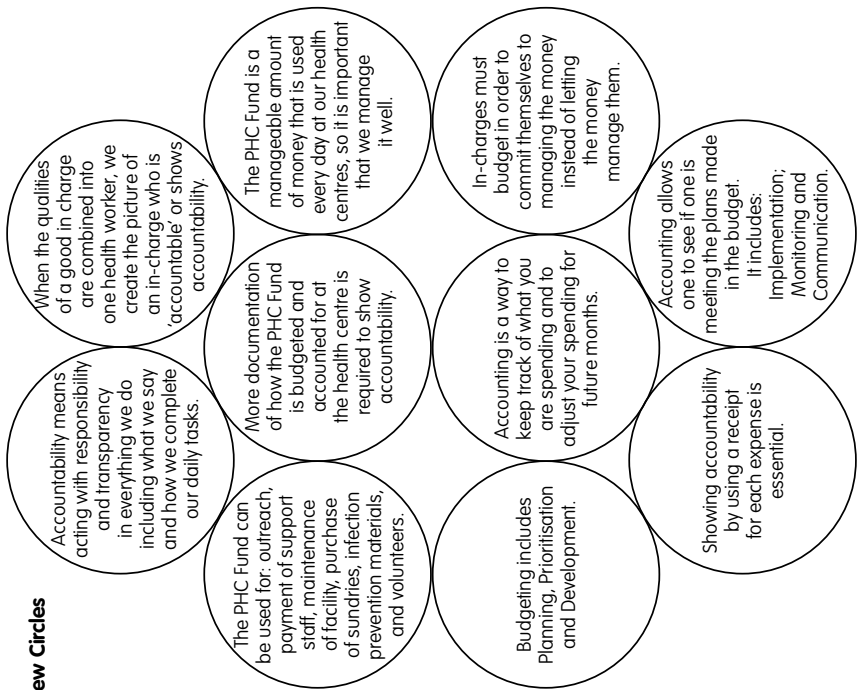 ew Circles
Accountability means
acting with responsibility
and transparency
in everything we do
including what we say
and how we complete
our daily tasks.
When the qualities
of a good in charge
are combined into
one health worker, we
create the picture of
an in-charge who is
'accountable' or shows
accountability.
The PHC Fund can
be used for: outreach,
payment of support
staff, maintenance
of facility, purchase
of sundries, infection
prevention materials,
and volunteers.
More documentation
of how the PHC Fund
is budgeted and
accounted for at
the health centre is
required to show
accountability.
The PHC Fund is a
manageable amount
of money that is used
every day at our health
centres, so it is important
that we manage
it well.
Budgeting includes
Planning, Prioritisation
and Development.
Accounting is a way to
keep track of what you
are spending and to
adjust your spending for
future months.
In-charges must
budget in order to
commit themselves to
managing the money
instead of letting
the money
manage them.
Showing accountability
by using a receipt
for each expense is
essential.
Accounting allows
one to see if one is
meeting the plans made
in the budget.
It includes:
Implementation;
Monitoring and
Communication.